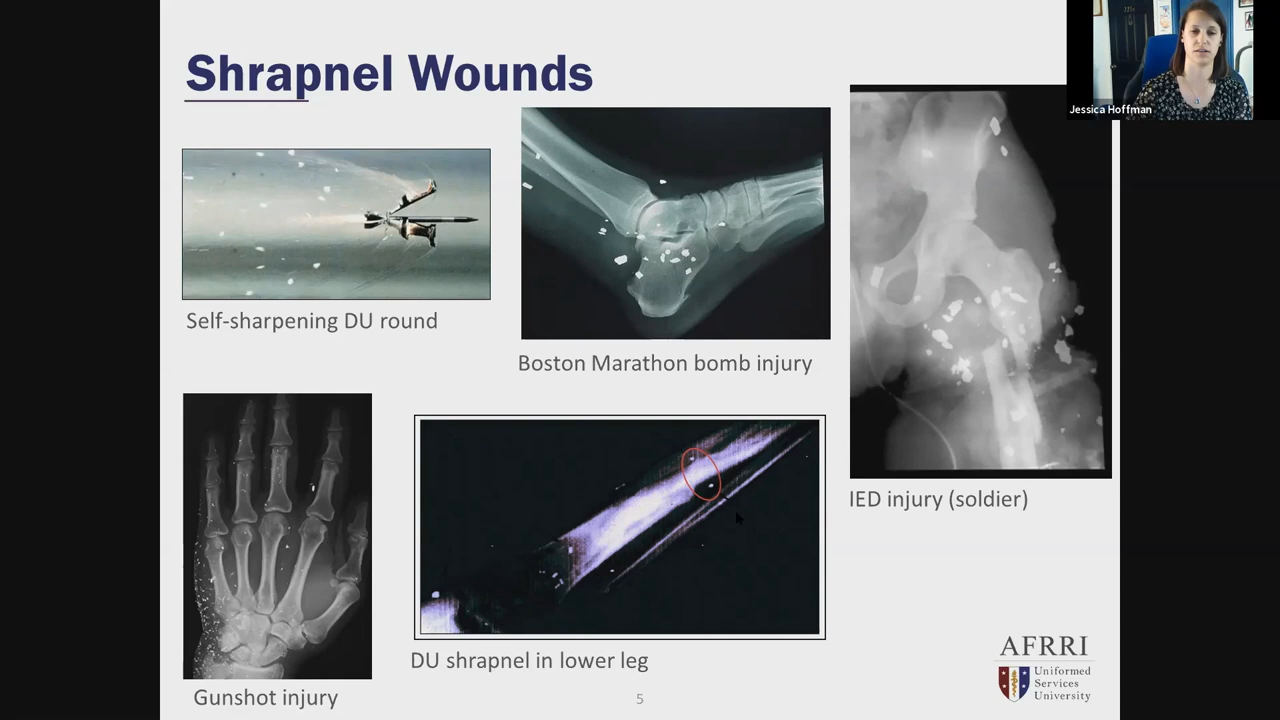 Shrapnel Wounds
Jessica Hoffman
Self-sharpening DU round
Boston Marathon bomb injury
IED injury (soldier)
Gunshot injury
DU shrapnel in lower leg
5
AFRRI
Uniformed
Services
University